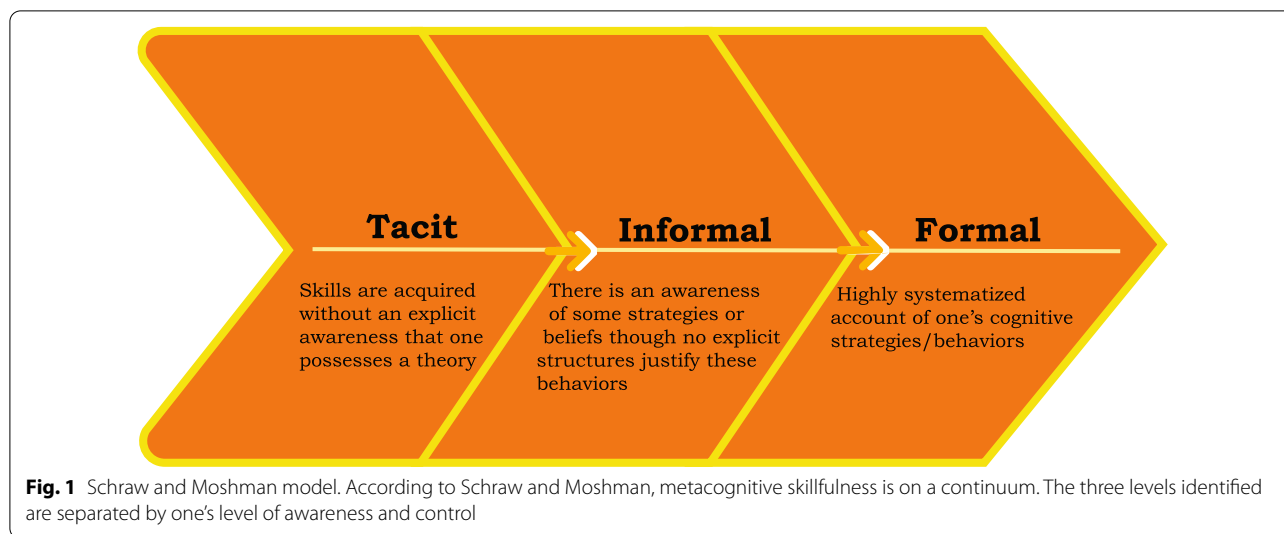 Tacit
Skills are acquired
without an explicit
awareness that one
possesses a theory
Informal
There is an awareness
of some strategies or
beliefs though no explicit
structures justify these
behaviors
Formal
Highly systematized
account of one's cognitive
strategies/behaviors
Fig. 1 Schraw and Moshman model. According to Schraw and Moshman, metacognitive skillfulness is on a continuum. The three levels identified
are separated by one's level of awareness and control